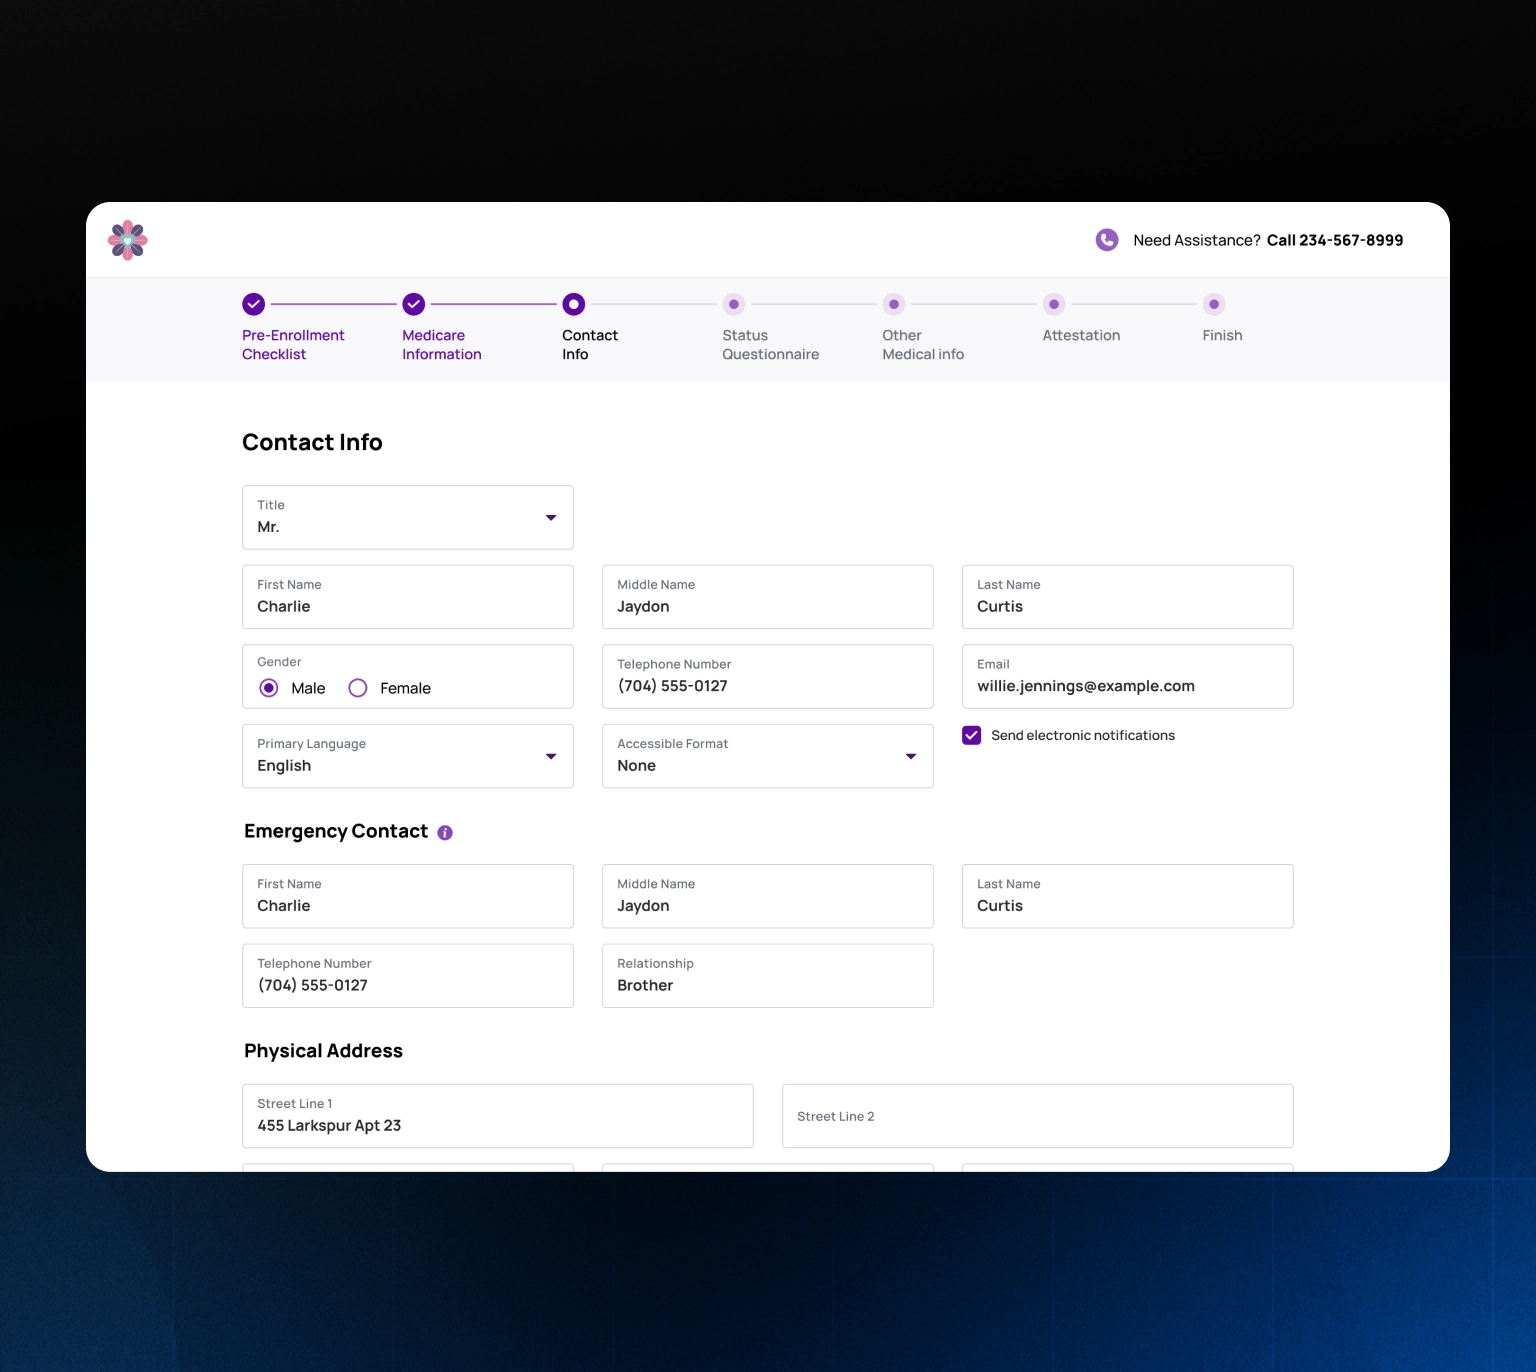 Need Assistance? Call 234-567-8999
Pre-Enrollment
Checklist
Medicare
Information
Contact
Info
Status
Questionnaire
Other
Medical info
Attestation
Finish
Contact Info
Title
Mr.
First Name
Charlie
Middle Name
Jaydon
Last Name
Curtis
Gender
Male
Female
Telephone Number
(704) 555-0127
Email
willie.jennings@example.com
Primary Language
English
Accessible Format
None
Send electronic notifications
Emergency Contact
First Name
Charlie
Middle Name
Jaydon
Last Name
Curtis
Telephone Number
(704) 555-0127
Relationship
Brother
Physical Address
Street Line 1
455 Larkspur Apt 23
Street Line 2